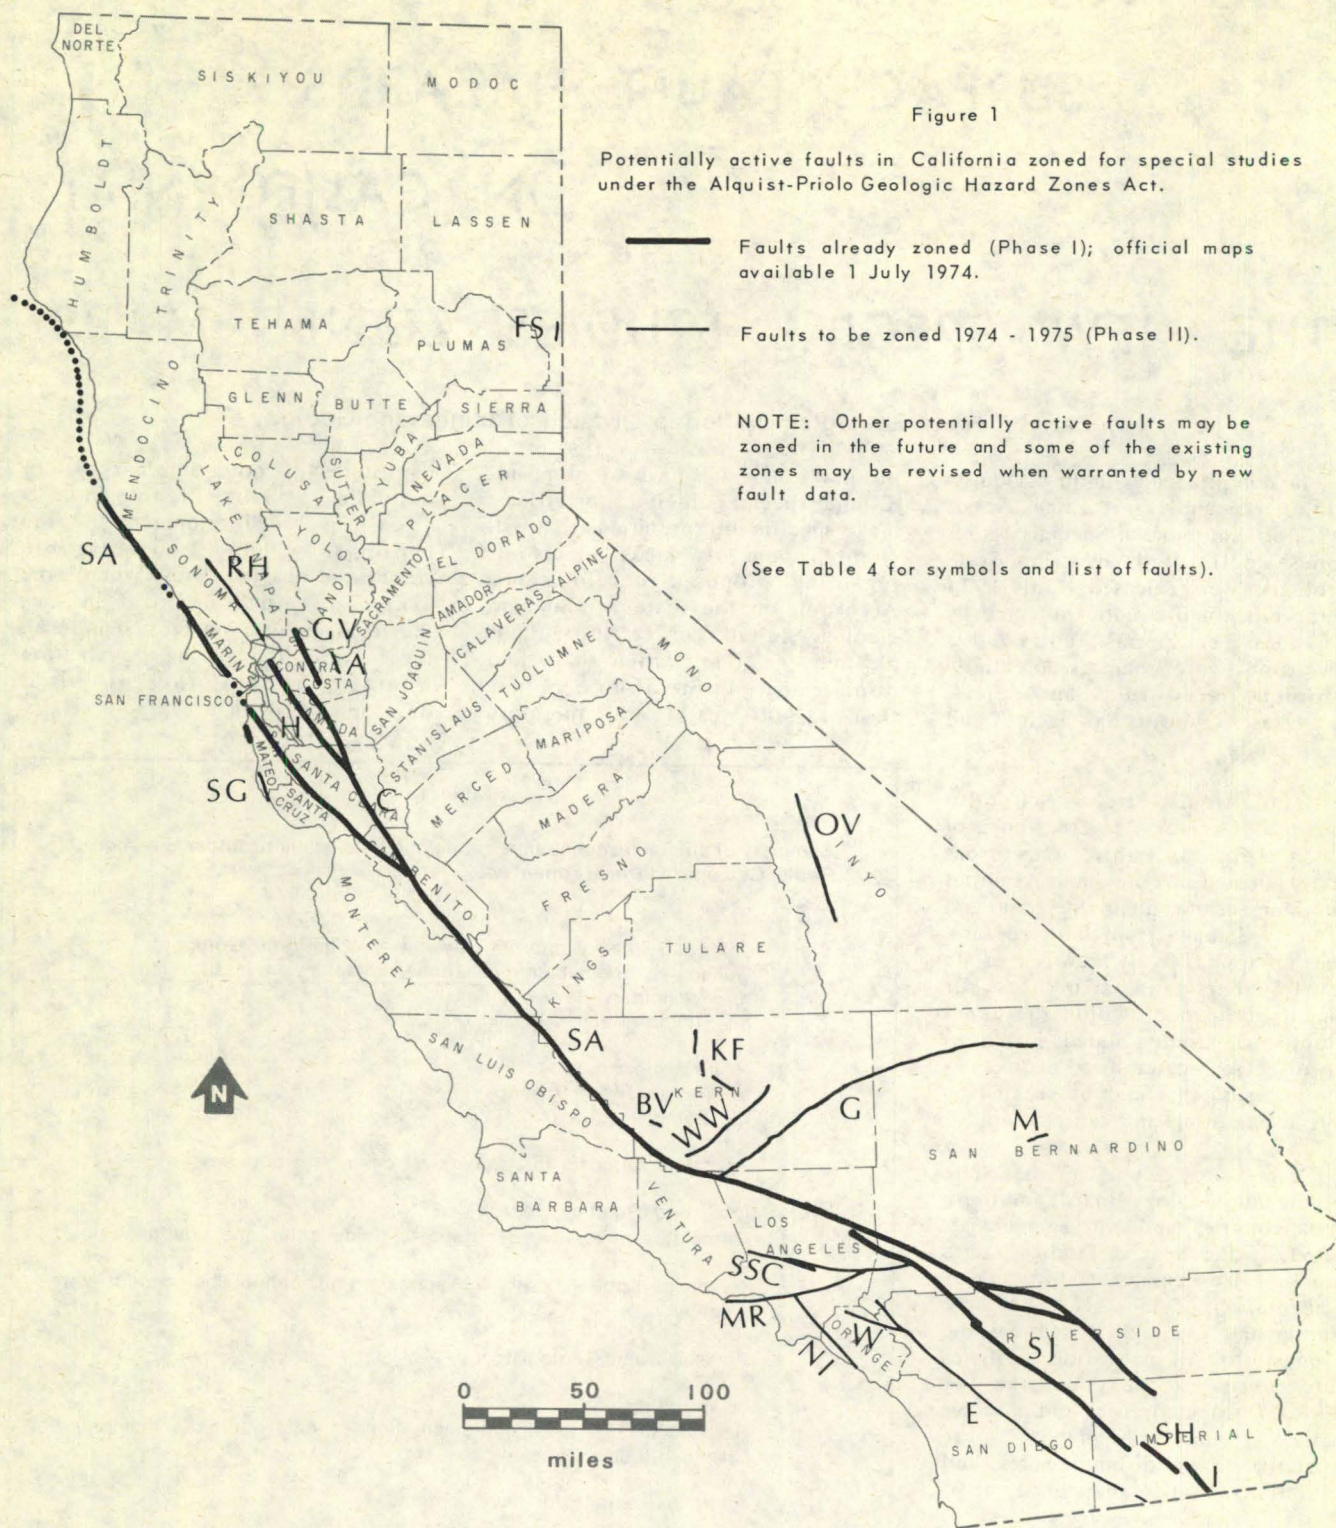 Figure 1
Potentially active faults in California zoned for special studies
under the Alquist-Priolo Geologic Hazard Zones Act.
Faults already zoned (Phase I); official maps
available 1 July 1974.
Faults to be zoned 1974 - 1975 (Phase II).
NOTE: Other potentially active faults may be
zoned in the future and some of the existing
zones may be revised when warranted by new
fault data.
(See Table 4 for symbols and list of faults).
DEL
NORTE
SISKIYOU
MODOC
HUMBOLDT
TRINITY
SHASTA
LASSEN
TEHAMA
PLUMAS
FS
MENDOCINO
GLENN
BUTTE
SIERRA
LAKE
COLUSA
SUTTER
YUBA
NEVADA
PLACER
SA
SONOMA
RH
NAPA
YOLO
SOLANO
SACRAMENTO
EL DORADO
AMADOR
ALPINE
CALAVERAS
GV
A
MARIN
CONTRA
COSTA
SAN JOAQUIN
TUOLUMNE
MONO
SAN FRANCISCO
H
STANISLAUS
MARIPOSA
SG
MATEO
SANTA
CRUZ
SANTA CLARA
C
MERCED
MADERA
SAN BENITO
MONTEREY
FRESNO
OV
INYO
KINGS
TULARE
SA
SAN LUIS OBISPO
KF
KERN
BV
WW
G
M
SAN BERNARDINO
N
SANTA
BARBARA
VENTURA
LOS
ANGELES
SSC
MR
NI
W
ORANGE
RIVERSIDE
SJ
E
SAN DIEGO
SH
IMPERIAL
I
0 50 100
miles